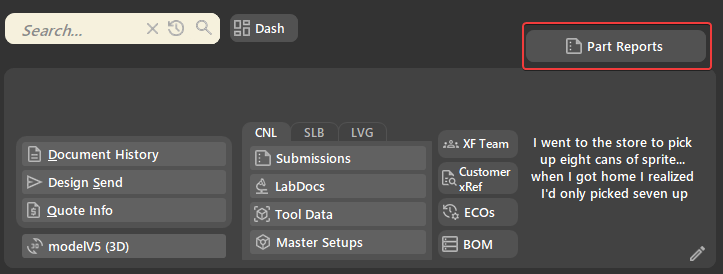 Search...
Dash
Part Reports
CNL
SLB
LVG
Document History
Design Send
Quote Info
modelV5 (3D)
Submissions
LabDocs
Tool Data
Master Setups
XF Team
Customer
xRef
ECOs
BOM
I went to the store to pick
up eight cans of sprite...
when I got home I realized
I'd only picked seven up